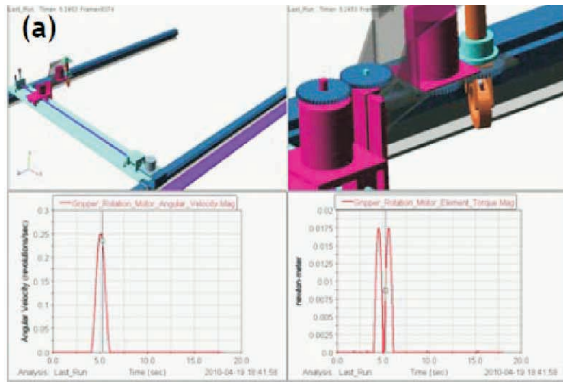 Last_Run Time= 5.2453 Frame=0374
(a)
Gripper_Rotation_Motor_Angular_Velocity.Mag
Angular Velocity (revolutions/sec)
0.3
0.25
0.2
0.15
0.1
0.05
0.0
0.0
5.0
10.0
15.0
20.0
Analysis: Last_Run
Time (sec)
2010-04-19 18:41:58
Gripper_Rotation_Motor_Element_Torque.Mag
newton-meter
0.02
0.0175
0.015
0.0125
0.01
0.0075
0.005
0.0025
0.0
0.0
5.0
10.0
15.0
20.0
Analysis: Last_Run
Time (sec)
2010-04-19 18:41:58